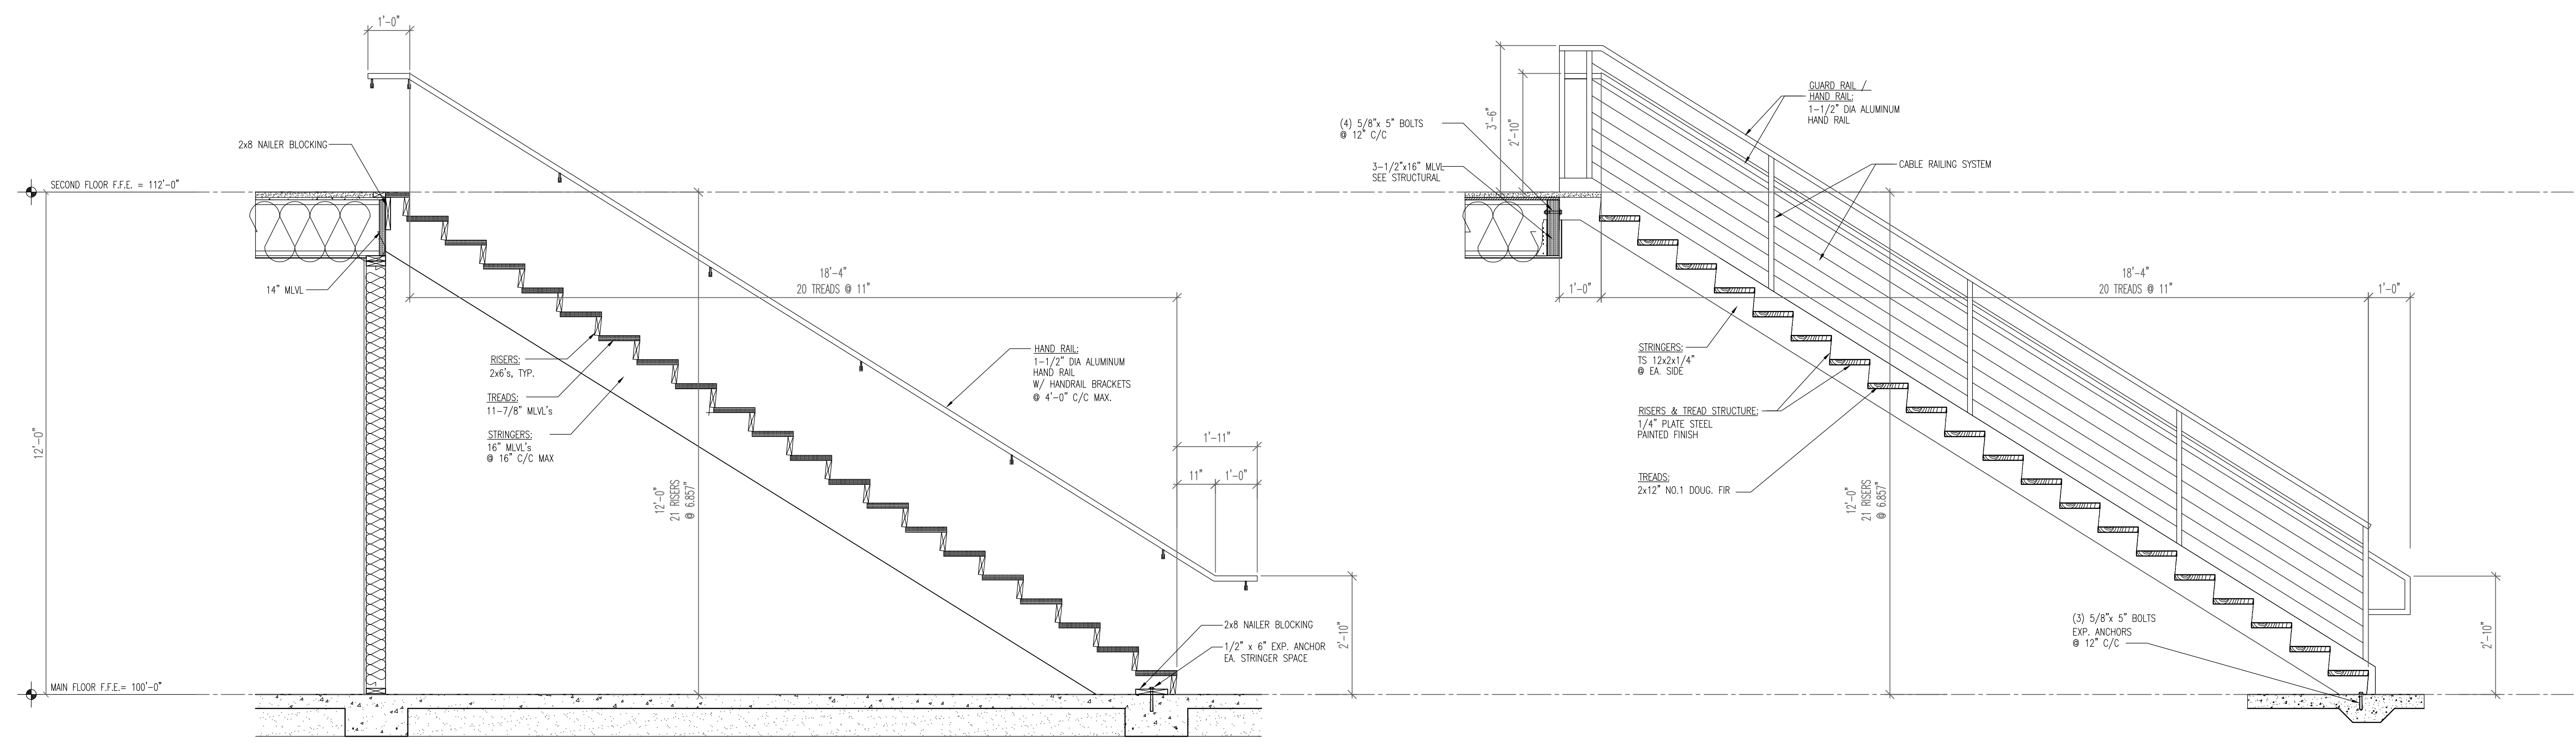 1'-0"
2x8 NAILER BLOCKING
SECOND FLOOR F.F.E. = 112'-0"
14" MLVL
12'-0"
MAIN FLOOR F.F.E.= 100'-0"
18'-4"
20 TREADS @ 11"
RISERS:
2x6's, TYP.
TREADS:
11-7/8" MLVL's
STRINGERS:
16" MLVL's
@ 16" C/C MAX
12'-0"
21 RISERS
@ 6.857"
HAND RAIL:
1-1/2" DIA ALUMINUM
HAND RAIL
W/ HANDRAIL BRACKETS
@ 4'-0" C/C MAX.
1'-11"
11"
1'-0"
2'-10"
2x8 NAILER BLOCKING
1/2" x 6" EXP. ANCHOR
EA. STRINGER SPACE
3'-6"
2'-10"
(4) 5/8"x 5" BOLTS
@ 12" C/C
3-1/2"x16" MLVL
SEE STRUCTURAL
GUARD RAIL /
HAND RAIL:
1-1/2" DIA ALUMINUM
HAND RAIL
CABLE RAILING SYSTEM
1'-0"
18'-4"
20 TREADS @ 11"
1'-0"
STRINGERS:
TS 12x2x1/4"
@ EA. SIDE
RISERS & TREAD STRUCTURE:
1/4" PLATE STEEL
PAINTED FINISH
TREADS:
2x12" NO.1 DOUG. FIR
12'-0"
21 RISERS
@ 6.857"
(3) 5/8"x 5" BOLTS
EXP. ANCHORS
@ 12" C/C
2'-10"